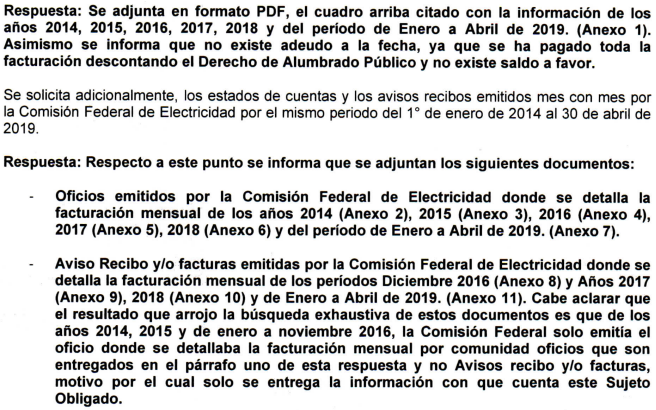 Respuesta: Se adjunta en formato PDF, el cuadro arriba citado con la información de los
años 2014, 2015, 2016, 2017, 2018 y del período de Enero a Abril de 2019. (Anexo 1).
Asimismo se informa que no existe adeudo a la fecha, ya que se ha pagado toda la
facturación descontando el Derecho de Alumbrado Público y no existe saldo a favor.
Se solicita adicionalmente, los estados de cuentas y los avisos recibos emitidos mes con mes por
la Comisión Federal de Electricidad por el mismo periodo del 1° de enero de 2014 al 30 de abril de
2019.
Respuesta: Respecto a este punto se informa que se adjuntan los siguientes documentos:
- Oficios emitidos por la Comisión Federal de Electricidad donde se detalla la
facturación mensual de los años 2014 (Anexo 2), 2015 (Anexo 3), 2016 (Anexo 4),
2017 (Anexo 5), 2018 (Anexo 6) y del período de Enero a Abril de 2019. (Anexo 7).
- Aviso Recibo y/o facturas emitidas por la Comisión Federal de Electricidad donde se
detalla la facturación mensual de los períodos Diciembre 2016 (Anexo 8) y Años 2017
(Anexo 9), 2018 (Anexo 10) y de Enero a Abril de 2019. (Anexo 11). Cabe aclarar que
el resultado que arrojo la búsqueda exhaustiva de estos documentos es que de los
años 2014, 2015 y de enero a noviembre 2016, la Comisión Federal solo emitía el
oficio donde se detallaba la facturación mensual por comunidad oficios que son
entregados en el párrafo uno de esta respuesta y no Avisos recibo y/o facturas,
motivo por el cual solo se entrega la información con que cuenta este Sujeto
Obligado.